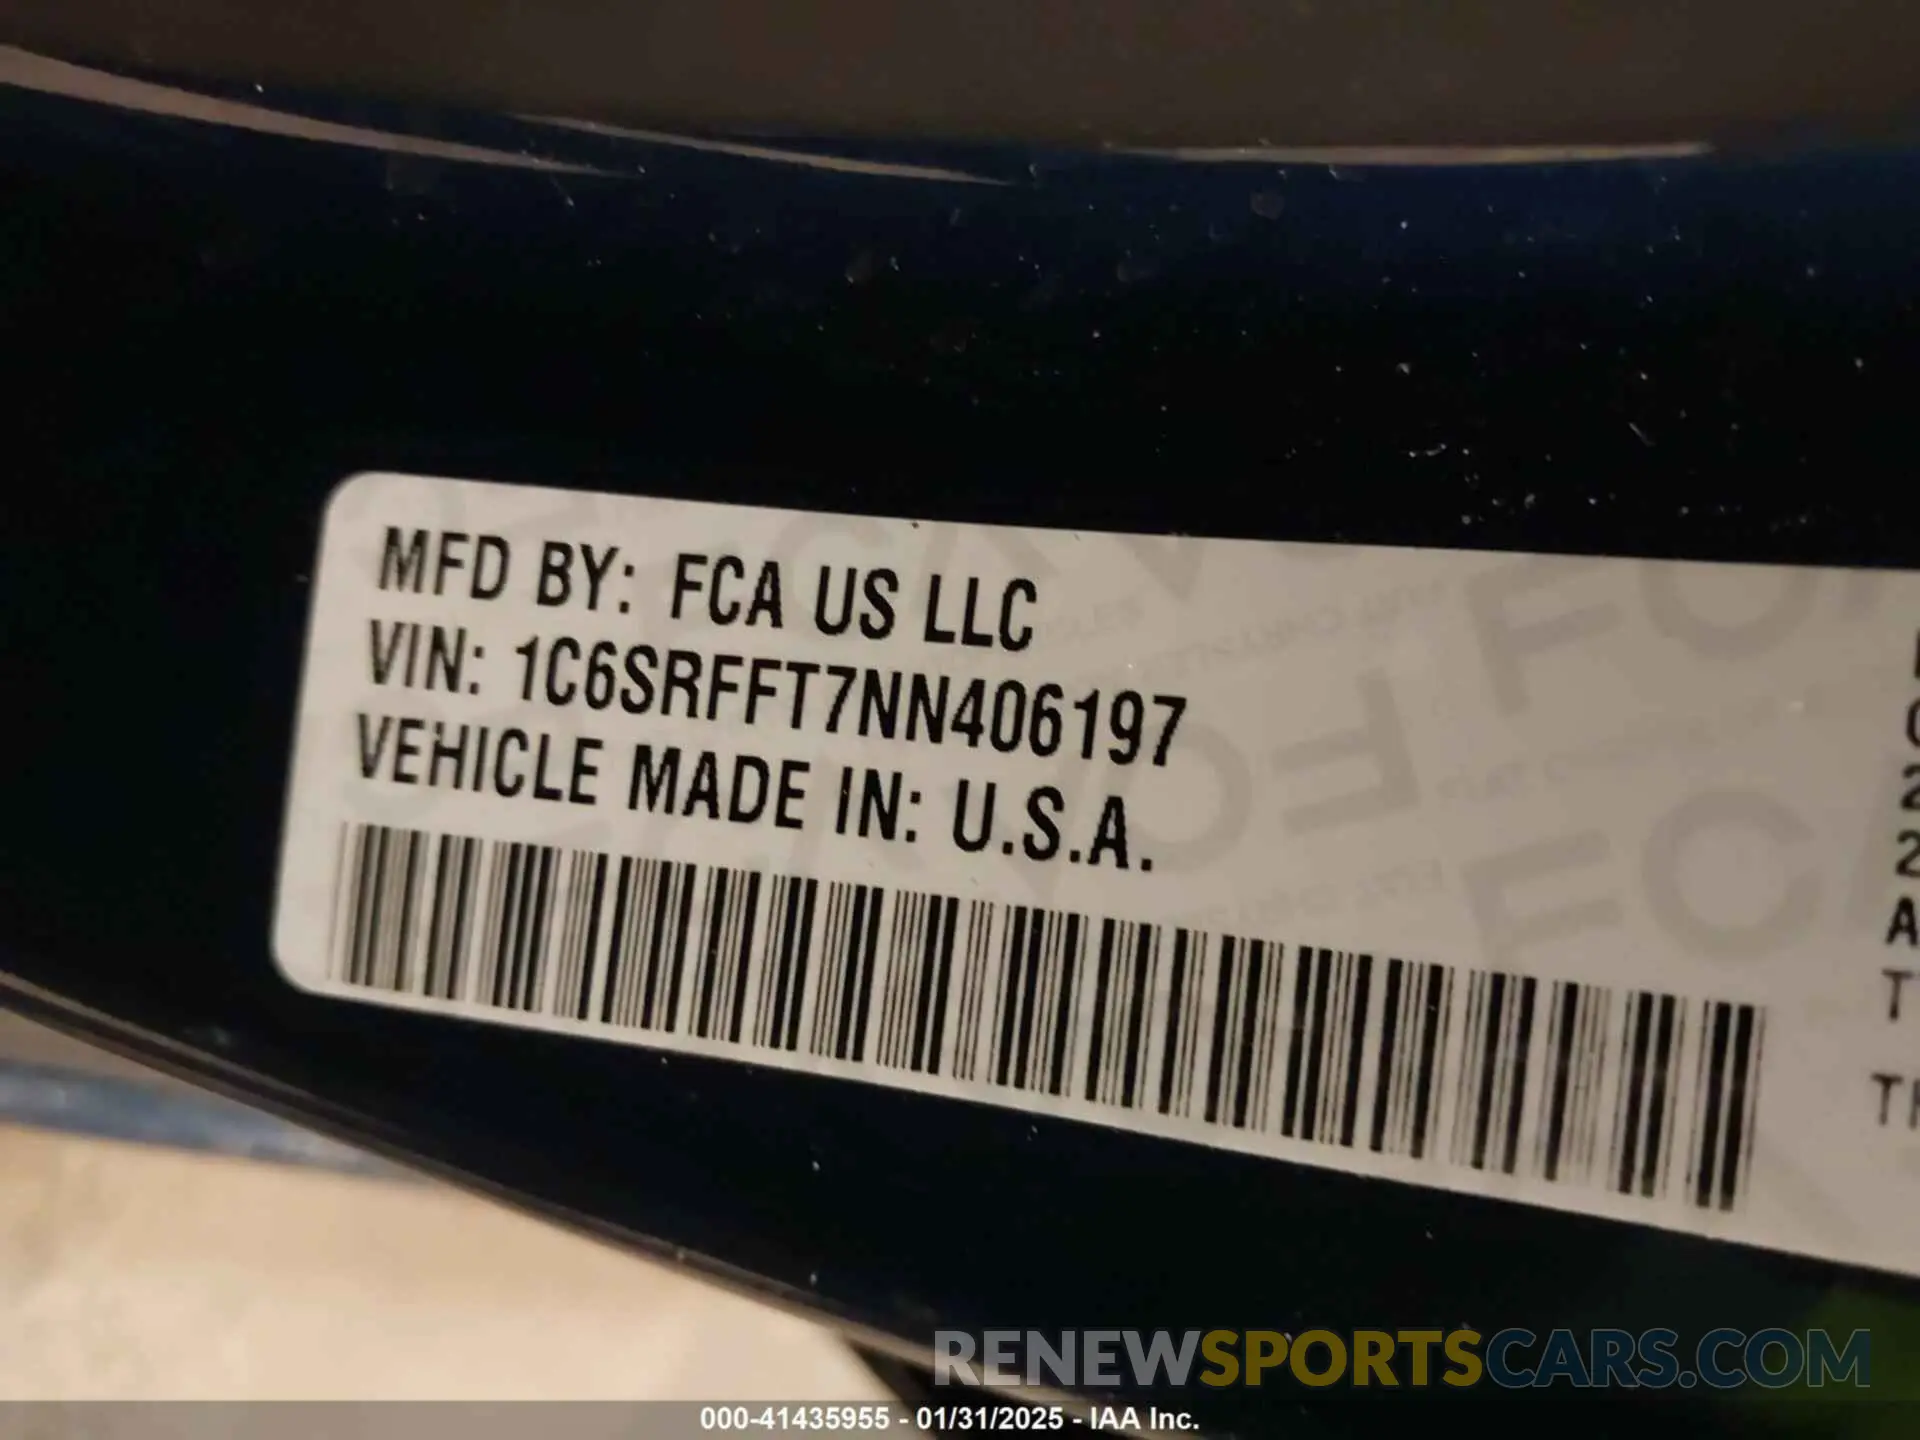 MFD BY: FCA US LLC
VIN: 1C6SRFFT7NN406197
VEHICLE MADE IN: U.S.A.
RENEWSPORTSCARS.COM
000-41435955 - 01/31/2025 - IAA Inc.